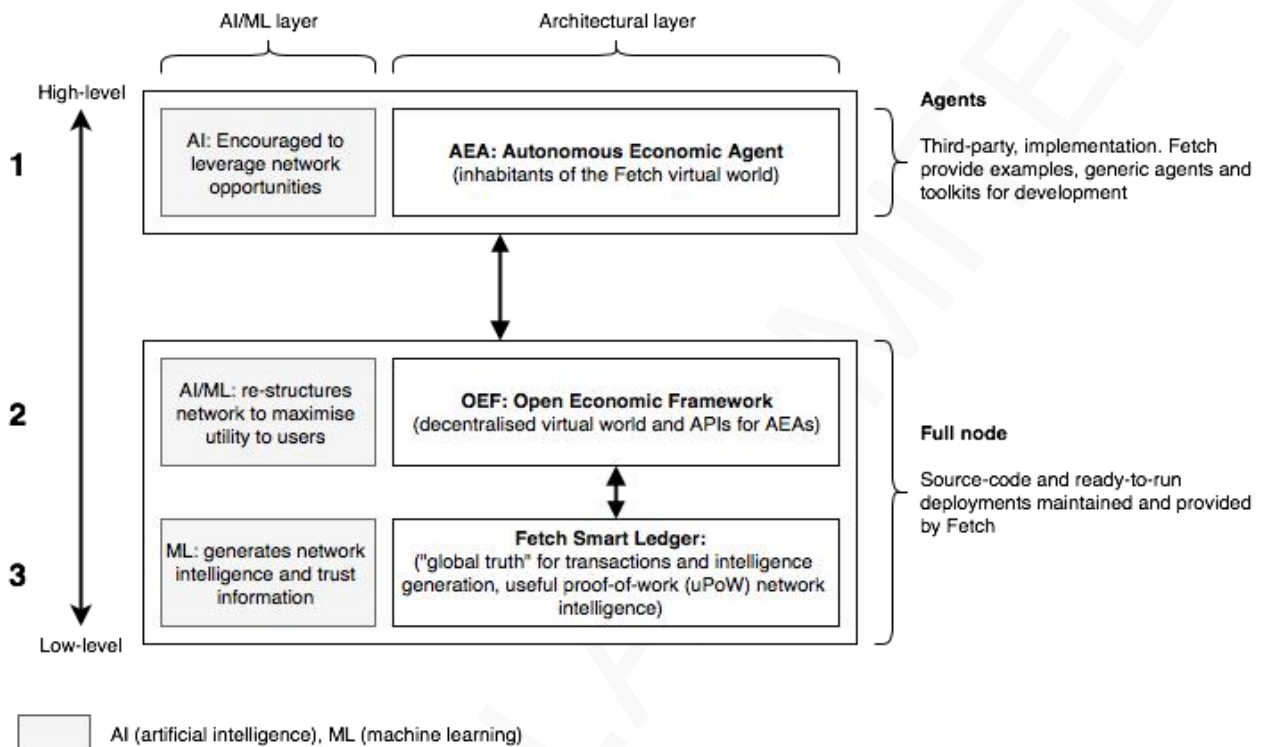 AI/ML layer
Architectural layer
High-level
1
AI: Encouraged to
leverage network
opportunities
AEA: Autonomous Economic Agent
(inhabitants of the Fetch virtual world)
Agents
Third-party, implementation. Fetch
provide examples, generic agents and
toolkits for development
2
AI/ML: re-structures
network to maximise
utility to users
OEF: Open Economic Framework
(decentralised virtual world and APIs for AEAs)
Full node
Source-code and ready-to-run
deployments maintained and provided
by Fetch
3
ML: generates network
intelligence and trust
information
Fetch Smart Ledger:
("global truth" for transactions and intelligence
generation, useful proof-of-work (uPoW) network
intelligence)
Low-level
AI (artificial intelligence), ML (machine learning)